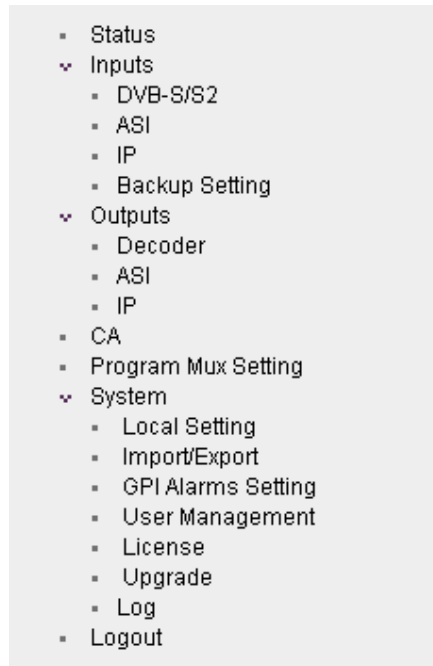 Status
Inputs
DVB-S/S2
ASI
IP
Backup Setting
Outputs
Decoder
ASI
IP
CA
Program Mux Setting
System
Local Setting
Import/Export
GPI Alarms Setting
User Management
License
Upgrade
Log
Logout